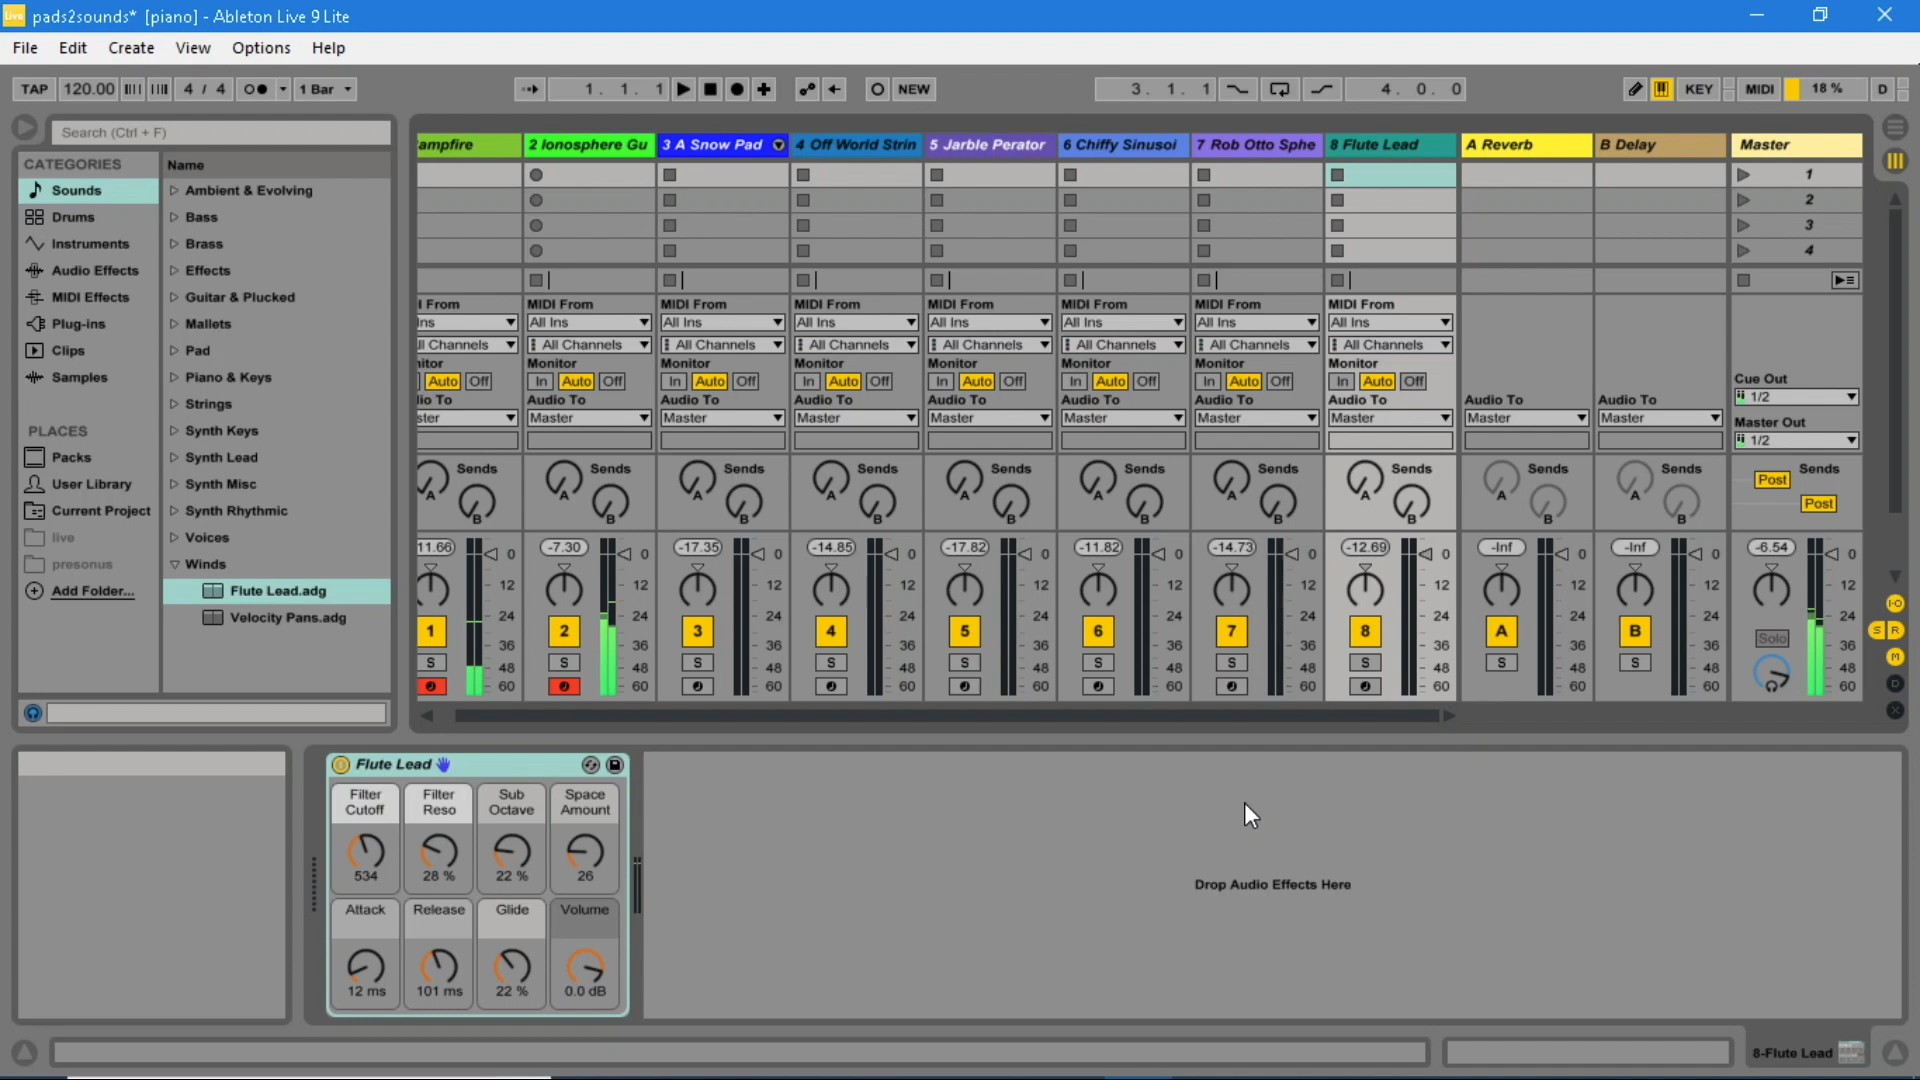 pads2sounds* [piano] - Ableton Live 9 Lite
File Edit Create View Options Help
TAP 120.00 4 / 4 1 Bar 1. 1. 1 NEW 3. 1. 1 4. 0. 0 KEY MIDI 18 % D
Search (Ctrl + F)
CATEGORIES
Sounds
Drums
Instruments
Audio Effects
MIDI Effects
Plug-ins
Clips
Samples
PLACES
Packs
User Library
Current Project
live
presonus
Add Folder...
Name
Ambient & Evolving
Bass
Brass
Effects
Guitar & Plucked
Mallets
Pad
Piano & Keys
Strings
Synth Keys
Synth Lead
Synth Misc
Synth Rhythmic
Voices
Winds
Flute Lead.adg
Velocity Pans.adg
ampfire 2 Ionosphere Gu 3 A Snow Pad 4 Off World Strin 5 Jarble Perator 6 Chiffy Sinusoi 7 Rob Otto Sphe 8 Flute Lead A Reverb B Delay Master
1
2
3
4
I From MIDI From MIDI From MIDI From MIDI From MIDI From MIDI From MIDI From
Ins All Ins All Ins All Ins All Ins All Ins All Ins All Ins
ll Channels All Channels All Channels All Channels All Channels All Channels All Channels All Channels
itor Monitor Monitor Monitor Monitor Monitor Monitor Monitor Cue Out
Auto Off In Auto Off In Auto Off In Auto Off In Auto Off In Auto Off In Auto Off In Auto Off 1/2
io To Audio To Audio To Audio To Audio To Audio To Audio To Audio To Audio To Audio To
ster Master Master Master Master Master Master Master Master Master Master Out
1/2
Sends Sends Sends Sends Sends Sends Sends Sends Sends Sends Sends
A A A A A A A A A A Post
B B B B B B B B B B Post
11.66 0 -7.30 0 -17.35 0 -14.85 0 -17.82 0 -11.82 0 -14.73 0 -12.69 0 -Inf 0 -Inf 0 -6.54 0
12 12 12 12 12 12 12 12 12 12 12
24 24 24 24 24 24 24 24 24 24 24
1 2 3 4 5 6 7 8 A B Solo
36 36 36 36 36 36 36 36 36 36 36
S S S S S S S S S S
48 48 48 48 48 48 48 48 48 48 48
60 60 60 60 60 60 60 60 60 60 60
I-O
S R
M
D
X
Flute Lead
Filter Cutoff Filter Reso Sub Octave Space Amount
534 28 % 22 % 26
Attack Release Glide Volume
12 ms 101 ms 22 % 0.0 dB
Drop Audio Effects Here
8-Flute Lead